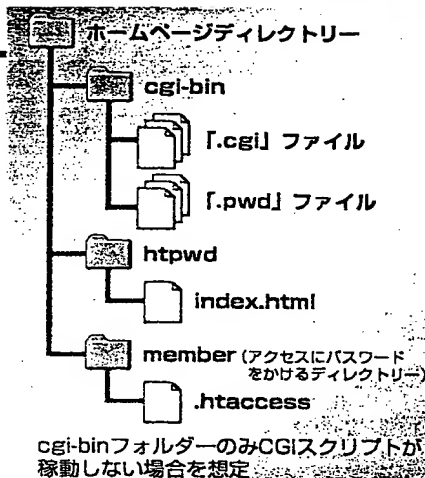 ホームページディレクトリー
cgi-bin
「.cgi」ファイル
「.pwd」ファイル
htpwd
index.html
member(アクセスにパスワード
をかけるディレクトリー)
.htaccess
cgi-binフォルダーのみCGIスクリプトが
稼動しない場合を想定